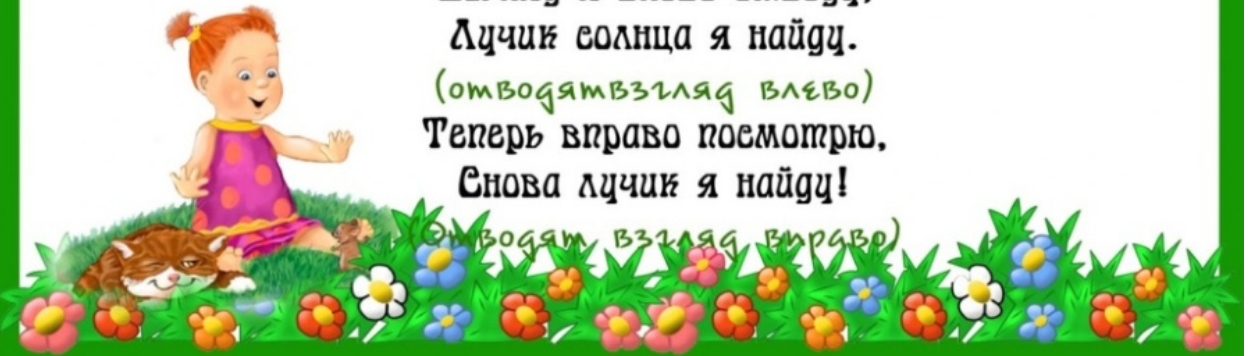 Лучик солнца я найду.
(отводятвзгляд влево)
Теперь вправо посмотрю,
Снова лучик я найду!
(Отводят взгляд вправо)